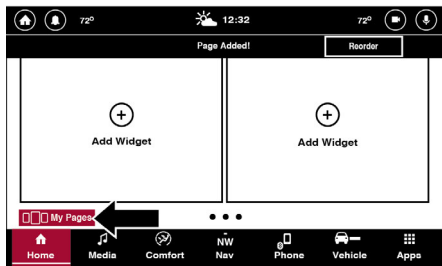 72° 12:32 72°
Page Added! Reorder
Add Widget Add Widget
My Pages
Home Media Comfort NW Nav Phone Vehicle Apps